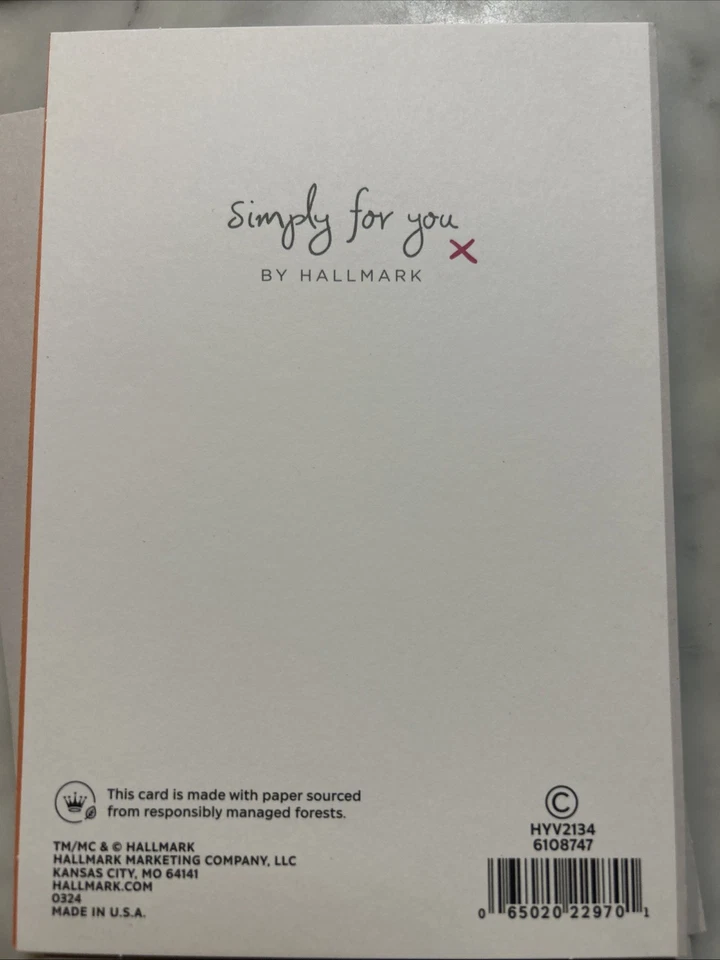 simply for you x
BY HALLMARK
This card is made with paper sourced
from responsibly managed forests.
TM/MC & © HALLMARK
HALLMARK MARKETING COMPANY, LLC
KANSAS CITY, MO 64141
HALLMARK.COM
0324
MADE IN U.S.A.
©
HYV2134
6108747
0 65020 22970 1